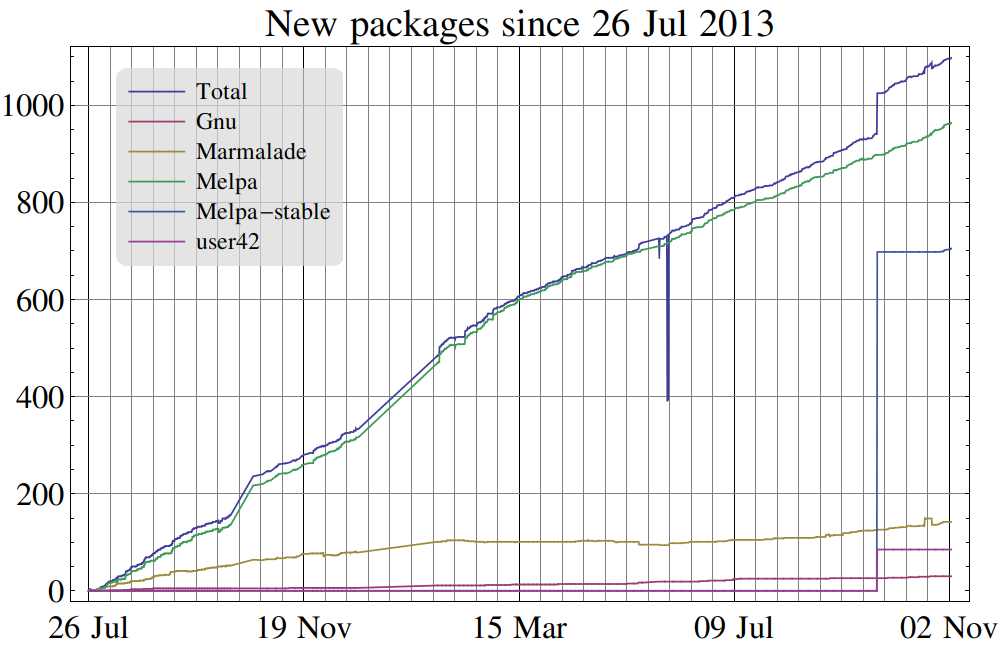 New packages since 26 Jul 2013
Total
Gnu
Marmalade
Melpa
Melpa-stable
user42
1000
800
600
400
200
0
26 Jul 19 Nov 15 Mar 09 Jul 02 Nov